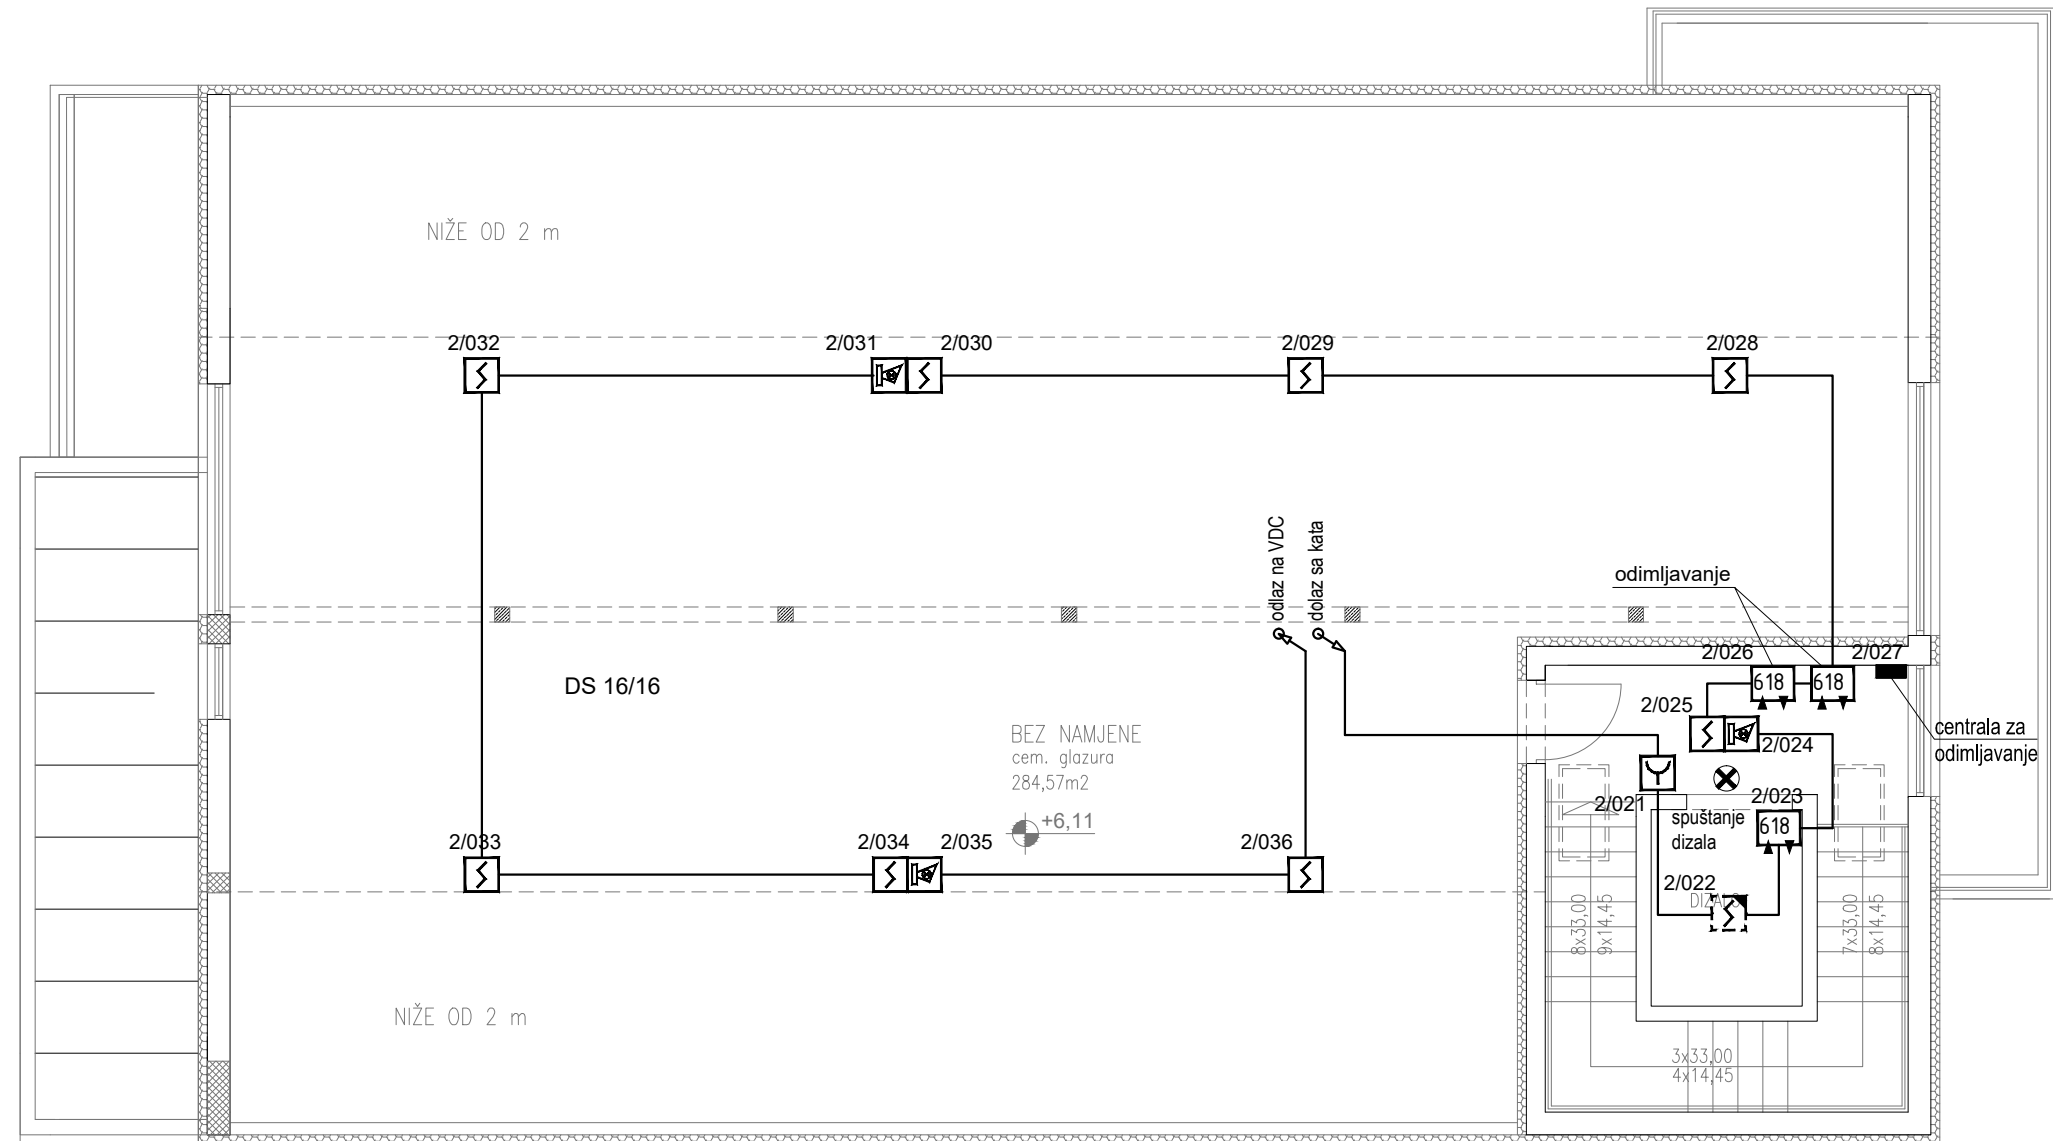 NIŽE OD 2 m
2/032
2/031
2/030
2/029
2/028
odlaz na VDC
dolaz sa kata
odimljavanje
2/026
2/027
618
618
DS 16/16
2/025
2/024
centrala za
odimljavanje
BEZ NAMJENE
cem. glazura
284,57m2
+6,11
2/021
2/023
spuštanje
dizala
618
2/033
2/034
2/035
2/036
2/022
DIZALO
8x33,00
9x14,45
7x33,00
8x14,45
NIŽE OD 2 m
3x33,00
4x14,45